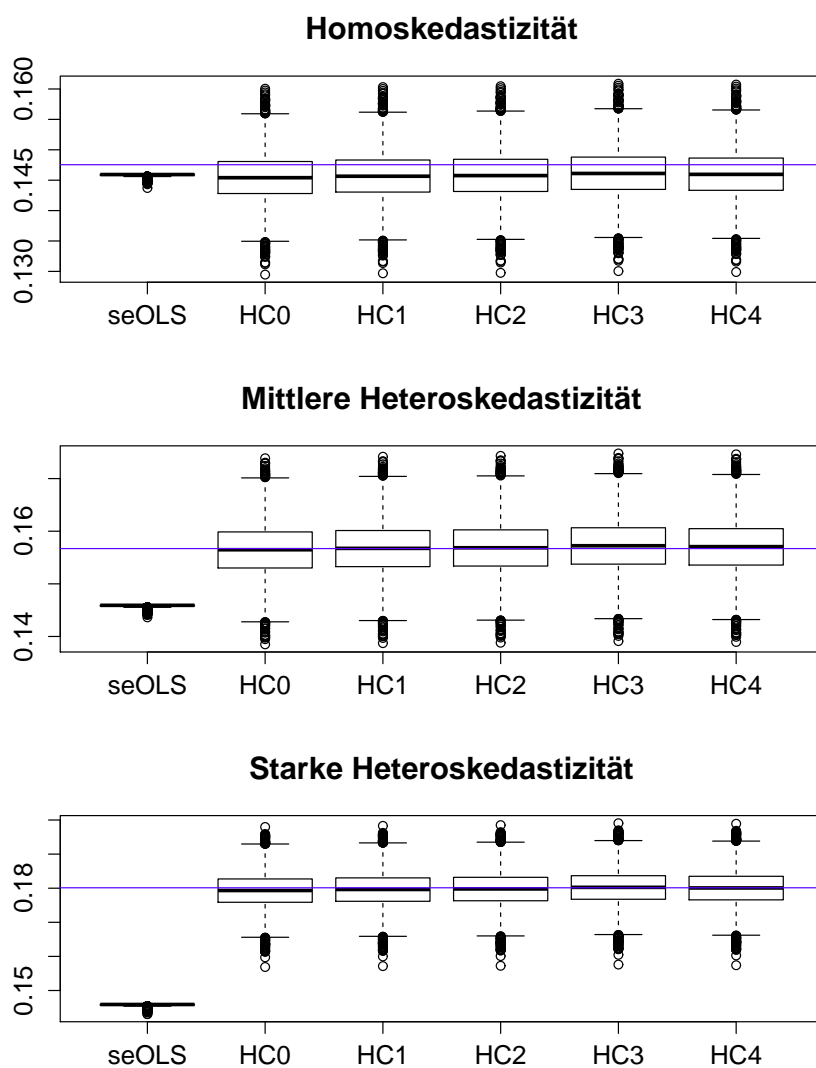 Homoskedastizität
0.160
0.145
0.130
seOLS HC0 HC1 HC2 HC3 HC4
Mittlere Heteroskedastizität
0.16
0.14
seOLS HC0 HC1 HC2 HC3 HC4
Starke Heteroskedastizität
0.18
0.15
seOLS HC0 HC1 HC2 HC3 HC4